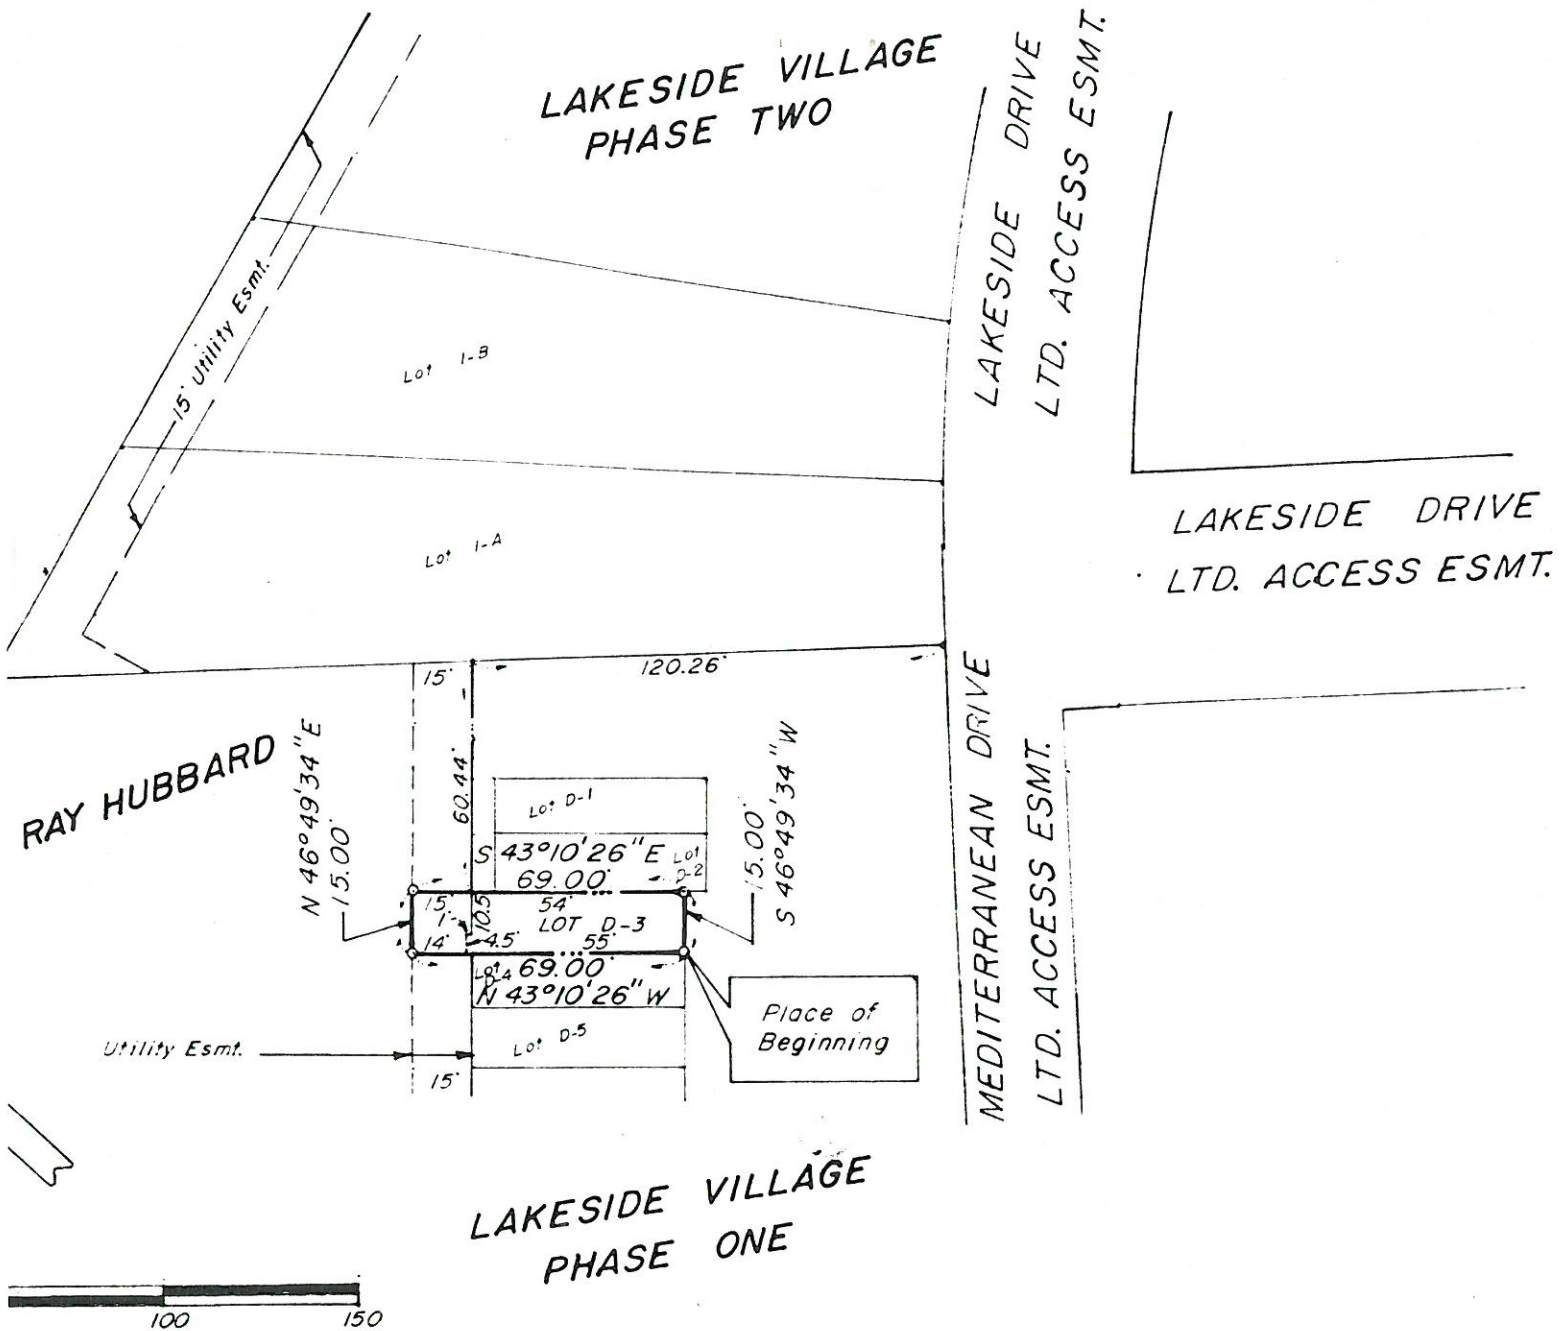 LAKESIDE VILLAGE
PHASE TWO
LAKESIDE DRIVE
LTD. ACCESS ESMT.
15' Utility Esmt.
Lot 1-B
Lot 1-A
LAKESIDE DRIVE
LTD. ACCESS ESMT.
15'
120.26'
RAY HUBBARD
N 46°49'34"E
15.00'
60.44'
Lot D-1
S 43°10'26"E
Lot D-2
69.00'
15.00'
S 46°49'34"W
15'
54'
1'
10.5
LOT D-3
14'
4.5'
55'
Lot D-4
69.00'
N 43°10'26"W
MEDITERRANEAN DRIVE
LTD. ACCESS ESMT.
Place of
Beginning
Utility Esmt.
Lot D-5
15'
LAKESIDE VILLAGE
PHASE ONE
100
150